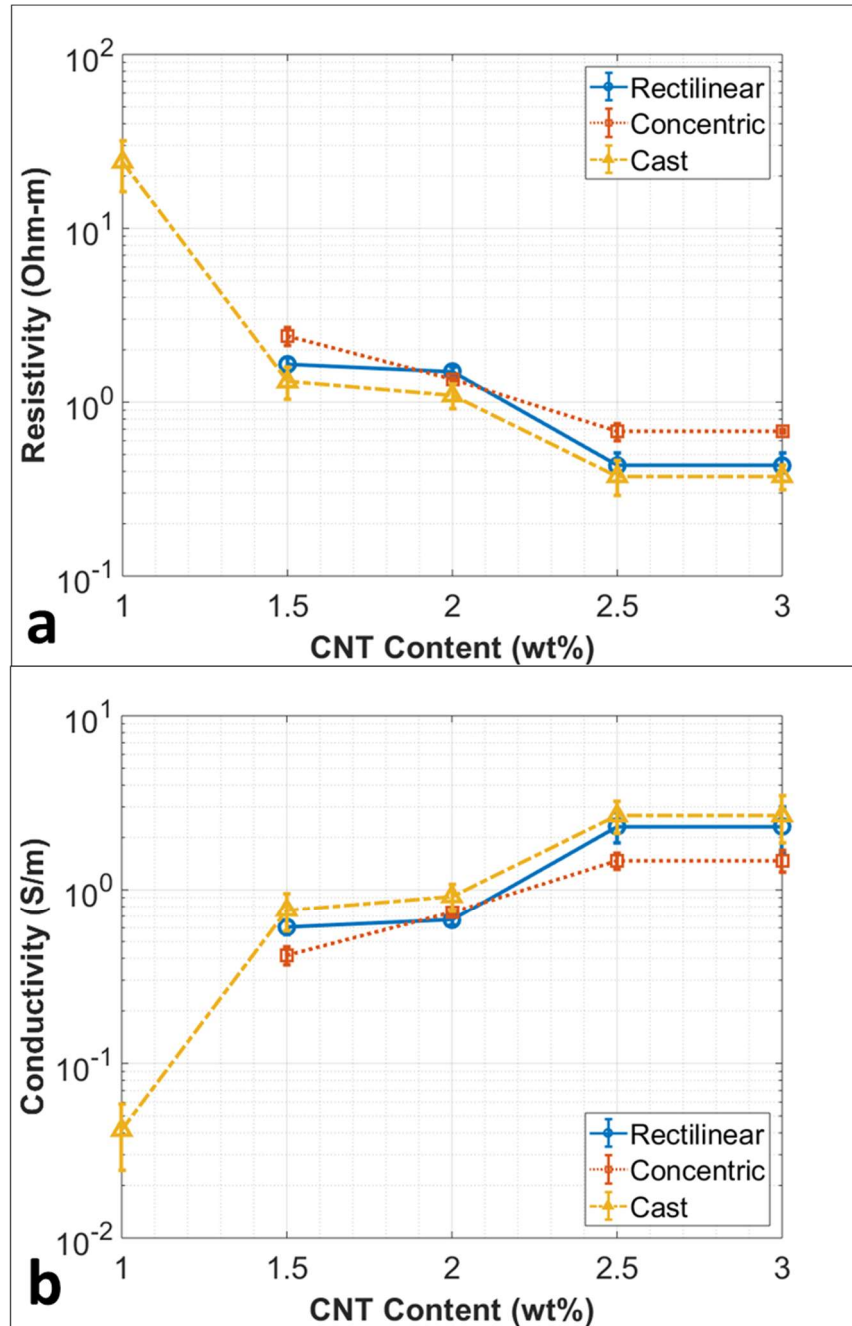 10^2
Rectilinear
Concentric
Cast
10^1
10^0
10^-1
Resistivity (Ohm-m)
1 1.5 2 2.5 3
CNT Content (wt%)
a
10^1
10^0
10^-1
10^-2
Conductivity (S/m)
Rectilinear
Concentric
Cast
1 1.5 2 2.5 3
CNT Content (wt%)
b